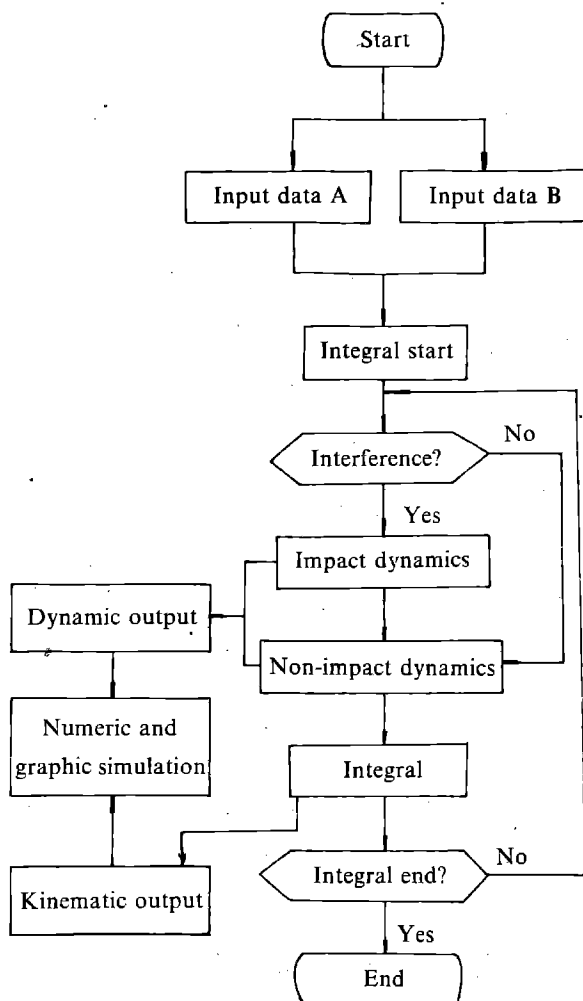 Start
Input data A
Input data B
Integral start
Interference?
No
Yes
Impact dynamics
Dynamic output
Non-impact dynamics
Numeric and
graphic simulation
Integral
Integral end?
No
Kinematic output
Yes
End